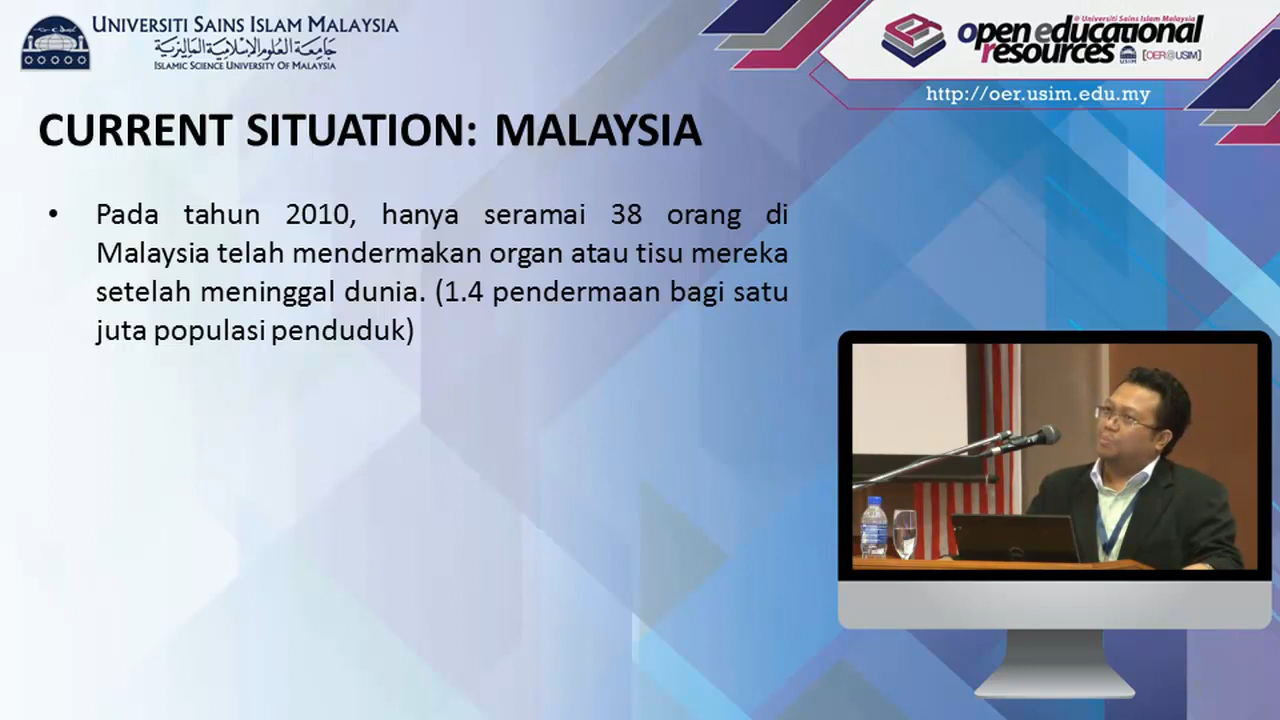 UNIVERSITI SAINS ISLAM MALAYSIA
جامعة العلوم الإسلامية الماليزية
ISLAMIC SCIENCE UNIVERSITY OF MALAYSIA
@ Universiti Sains Islam Malaysia
open educational
resources USIM [OER@USIM]
http://oer.usim.edu.my
CURRENT SITUATION: MALAYSIA
• Pada tahun 2010, hanya seramai 38 orang di
Malaysia telah mendermakan organ atau tisu mereka
setelah meninggal dunia. (1.4 pendermaan bagi satu
juta populasi penduduk)